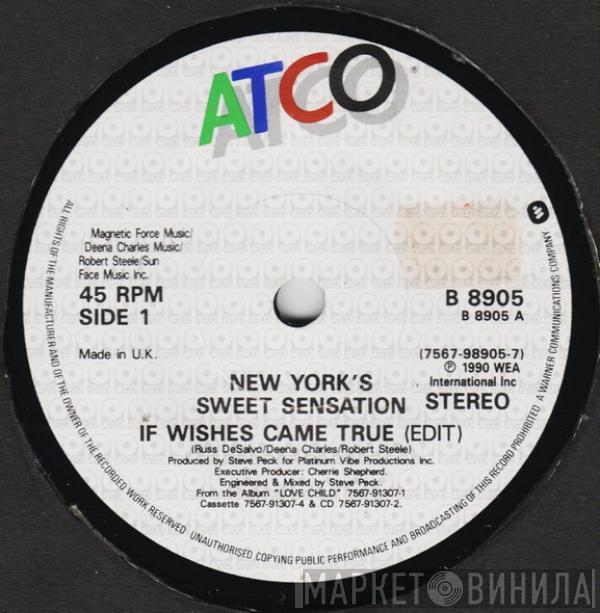 ATCO
®
Magnetic Force Music/
Deena Charles Music/
Robert Steele/Sun
Face Music Inc.
45 RPM
SIDE 1
Made in U.K.
B 8905
B 8905 A
(7567-98905-7)
℗ 1990 WEA
International Inc
STEREO
NEW YORK'S
SWEET SENSATION
IF WISHES CAME TRUE (EDIT)
(Russ DeSalvo/Deena Charles/Robert Steele)
Produced by Steve Peck for Platinum Vibe Productions Inc.
Executive Producer: Cherrie Shepherd.
Engineered & Mixed by Steve Peck.
From the Album "LOVE CHILD" 7567-91307-1
Cassette 7567-91307-4 & CD 7567-91307-2.
ALL RIGHTS OF THE MANUFACTURER AND OF THE OWNER OF THE RECORDED WORK RESERVED. UNAUTHORISED COPYING PUBLIC PERFORMANCE AND BROADCASTING OF THIS RECORD PROHIBITED A WARNER COMMUNICATIONS COMPANY
МАРКЕТ ВИНИЛА